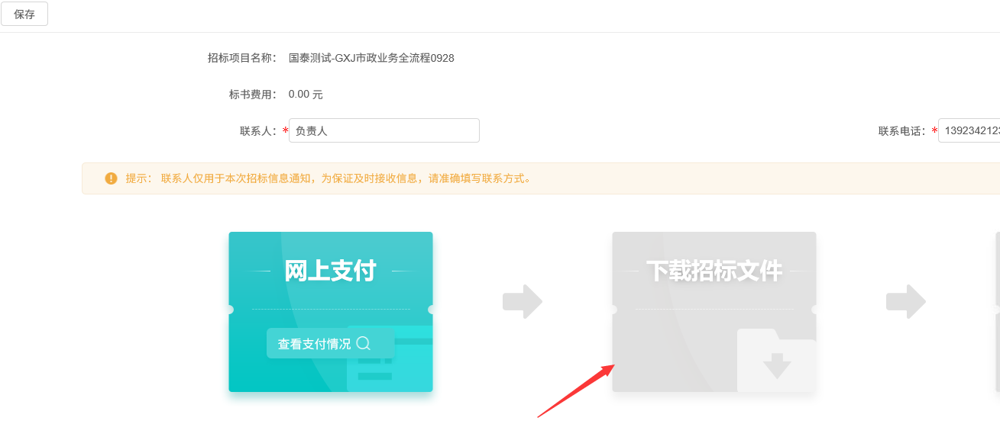 保存
招标项目名称： 国泰测试-GXJ市政业务全流程0928
标书费用： 0.00 元
联系人：*负责人
联系电话：*1392342123
提示： 联系人仅用于本次招标信息通知，为保证及时接收信息，请准确填写联系方式。
网上支付
下载招标文件
查看支付情况